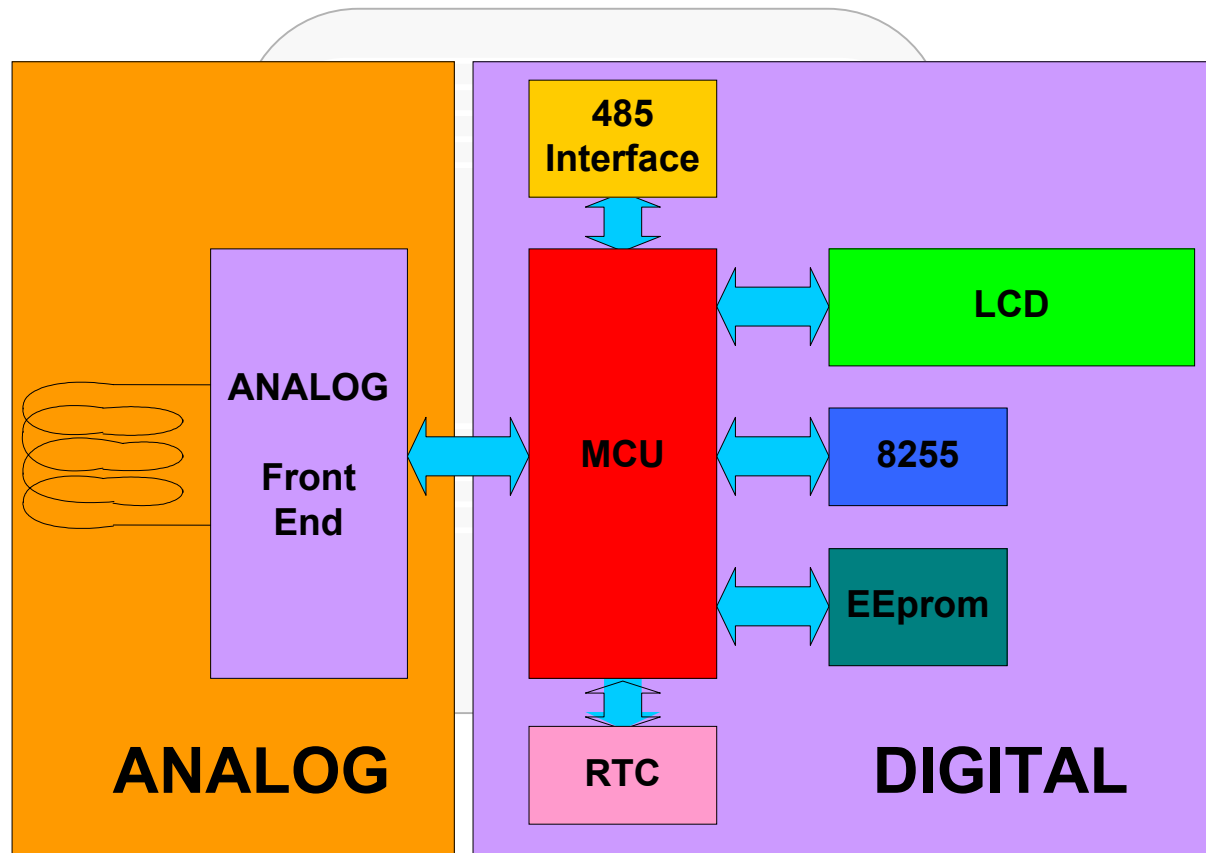 485
Interface
LCD
ANALOG
Front
End
MCU
8255
EEprom
RTC
ANALOG
DIGITAL